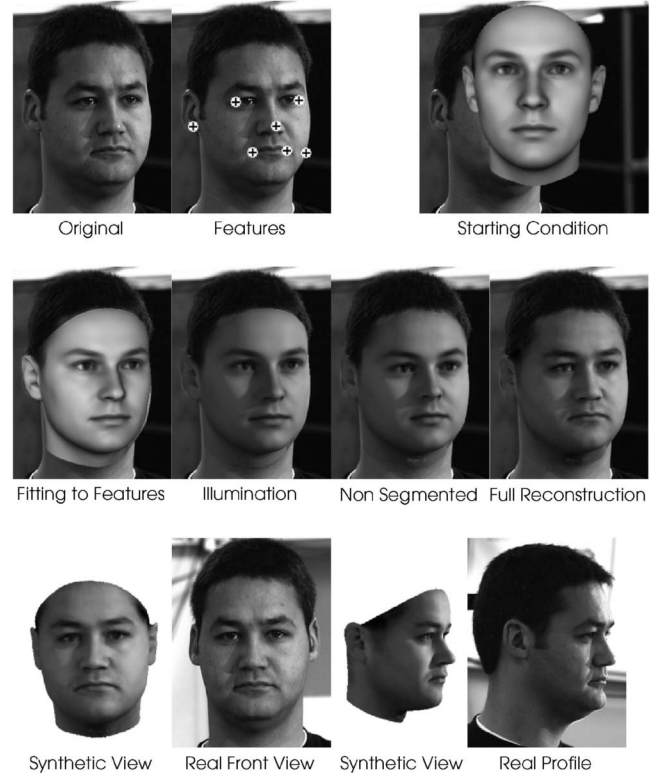 Original Features Starting Condition
Fitting to Features Illumination Non Segmented Full Reconstruction
Synthetic View Real Front View Synthetic View Real Profile